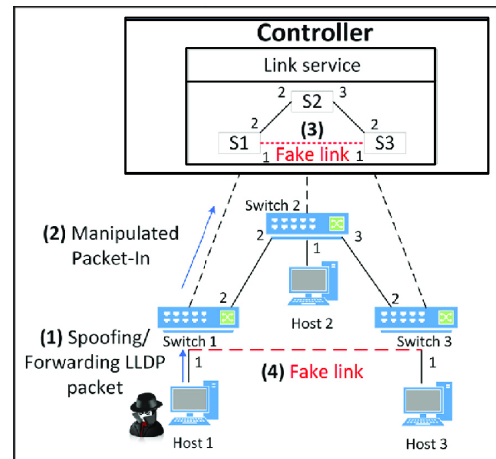 Controller
Link service
2 S2 3
2 (3) 2
S1 S3
1 Fake link 1
Switch 2
(2) Manipulated
Packet-In
2 1 3
2 Host 2 2
(1) Spoofing/
Forwarding LLDP
packet
Switch 1 Switch 3
1 (4) Fake link 1
Host 1 Host 3